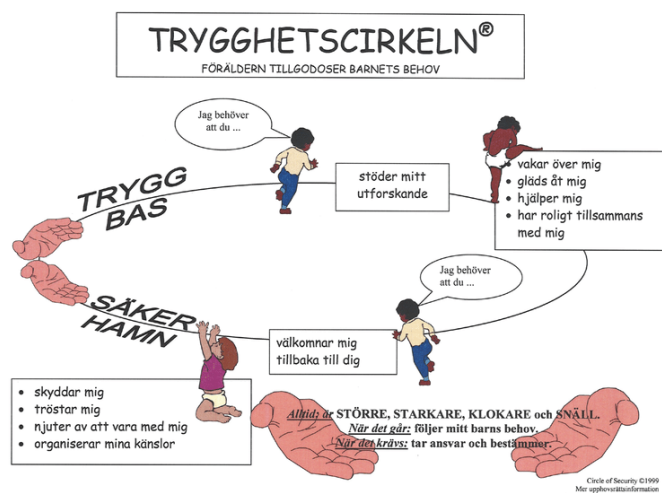 TRYGGHETSCIRKELN®
FÖRÄLDERN TILLGODOSER BARNETS BEHOV
Jag behöver
att du ...
TRYGG
BAS
stöder mitt
utforskande
• vakar över mig
• gläds åt mig
• hjälper mig
• har roligt tillsammans
med mig
Jag behöver
att du ...
SÄKER
HAMN
välkomnar mig
tillbaka till dig
• skyddar mig
• tröstar mig
• njuter av att vara med mig
• organiserar mina känslor
Alltid: är STÖRRE, STARKARE, KLOKARE och SNÄLL.
När det går: följer mitt barns behov.
När det krävs: tar ansvar och bestämmer.
Circle of Security ©1999
Mer upphovsrättsinformation